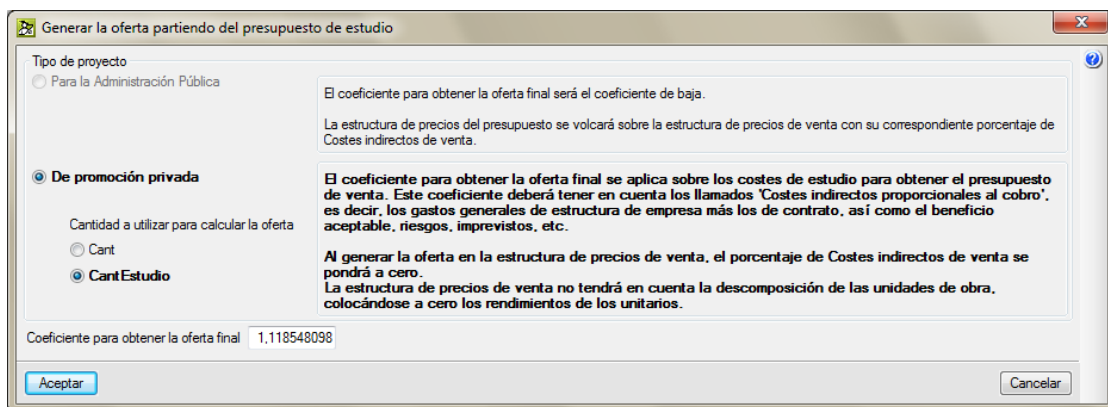 Generar la oferta partiendo del presupuesto de estudio
Tipo de proyecto
Para la Administración Pública
El coeficiente para obtener la oferta final será el coeficiente de baja.
La estructura de precios del presupuesto se volcará sobre la estructura de precios de venta con su correspondiente porcentaje de
Costes indirectos de venta.
De promoción privada
El coeficiente para obtener la oferta final se aplica sobre los costes de estudio para obtener el presupuesto
de venta. Este coeficiente deberá tener en cuenta los llamados 'Costes indirectos proporcionales al cobro',
es decir, los gastos generales de estructura de empresa más los de contrato, así como el beneficio
aceptable, riesgos, imprevistos, etc.
Cantidad a utilizar para calcular la oferta
Cant
CantEstudio
Al generar la oferta en la estructura de precios de venta, el porcentaje de Costes indirectos de venta se
pondrá a cero.
La estructura de precios de venta no tendrá en cuenta la descomposición de las unidades de obra,
colocándose a cero los rendimientos de los unitarios.
Coeficiente para obtener la oferta final 1,118548098
Aceptar
Cancelar